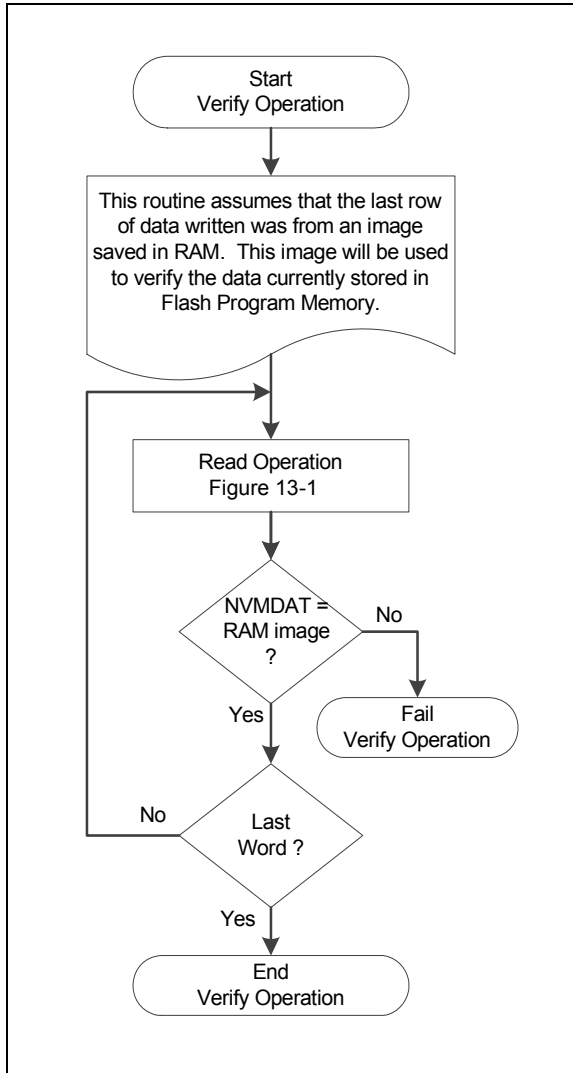 Start
Verify Operation
This routine assumes that the last row
of data written was from an image
saved in RAM.  This image will be used
to verify the data currently stored in
Flash Program Memory.
Read Operation
Figure 13-1
NVMDAT =
RAM image
?
No
Yes
Fail
Verify Operation
No
Last
Word ?
Yes
End
Verify Operation